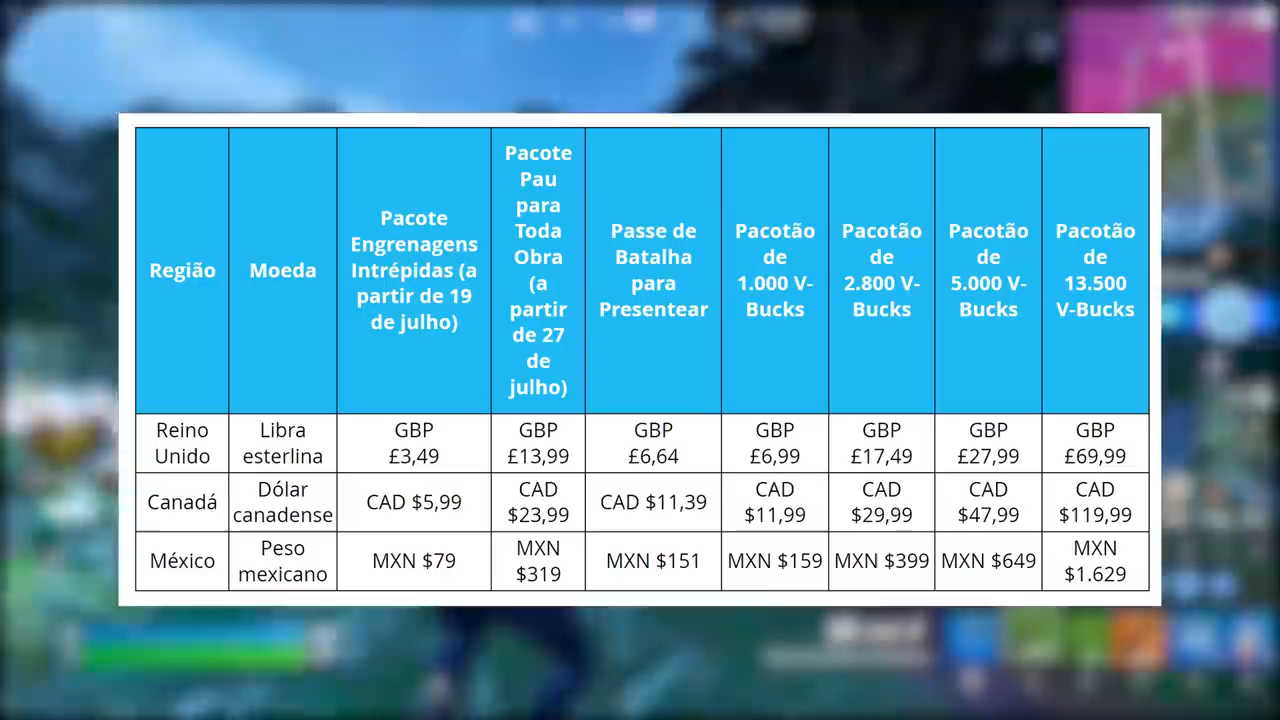 Região
Moeda
Pacote
Engrenagens
Intrépidas (a
partir de 19
de julho)
Pacote
Pau
para
Toda
Obra
(a
partir
de 27
de
julho)
Passe de
Batalha
para
Presentear
Pacotão
de
1.000 V-
Bucks
Pacotão
de
2.800 V-
Bucks
Pacotão
de
5.000 V-
Bucks
Pacotão
de
13.500
V-Bucks
Reino
Unido
Libra
esterlina
GBP
£3,49
GBP
£13,99
GBP
£6,64
GBP
£6,99
GBP
£17,49
GBP
£27,99
GBP
£69,99
Canadá
Dólar
canadense
CAD $5,99
CAD
$23,99
CAD $11,39
CAD
$11,99
CAD
$29,99
CAD
$47,99
CAD
$119,99
México
Peso
mexicano
MXN $79
MXN
$319
MXN $151
MXN $159
MXN $399
MXN $649
MXN
$1.629